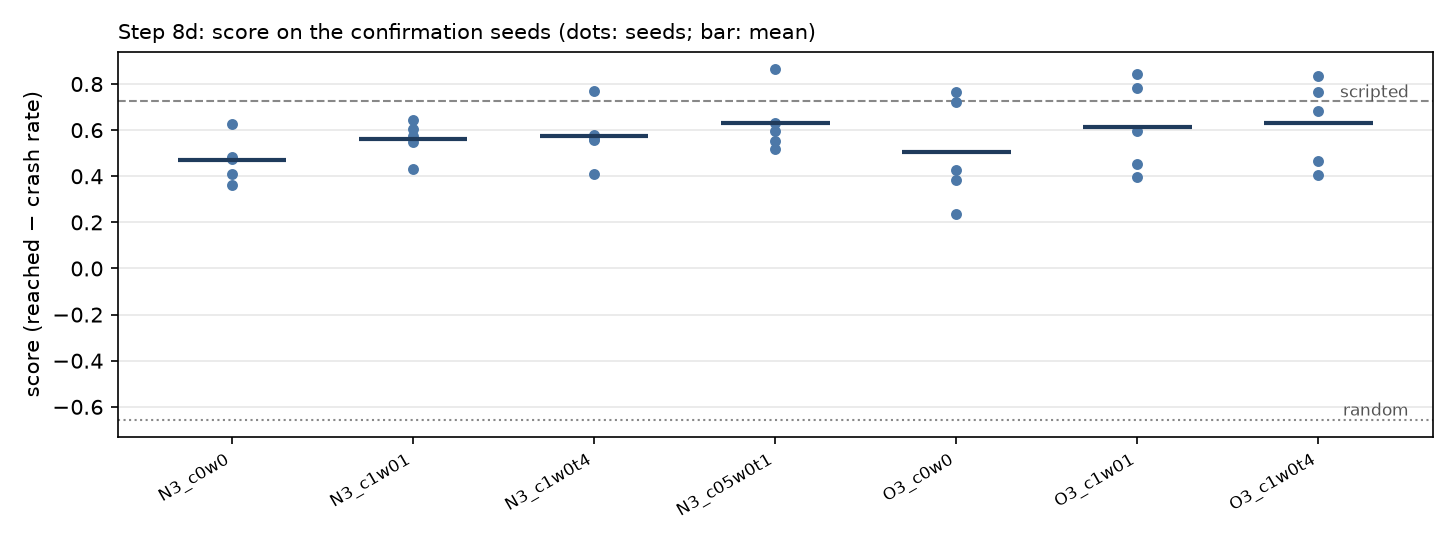 Step 8d: score on the confirmation seeds (dots: seeds; bar: mean)
score (reached − crash rate)
0.8
0.6
0.4
0.2
0.0
−0.2
−0.4
−0.6
scripted
random
N3_c0w0
N3_c1w01
N3_c1w0t4
N3_c05w0t1
O3_c0w0
O3_c1w01
O3_c1w0t4